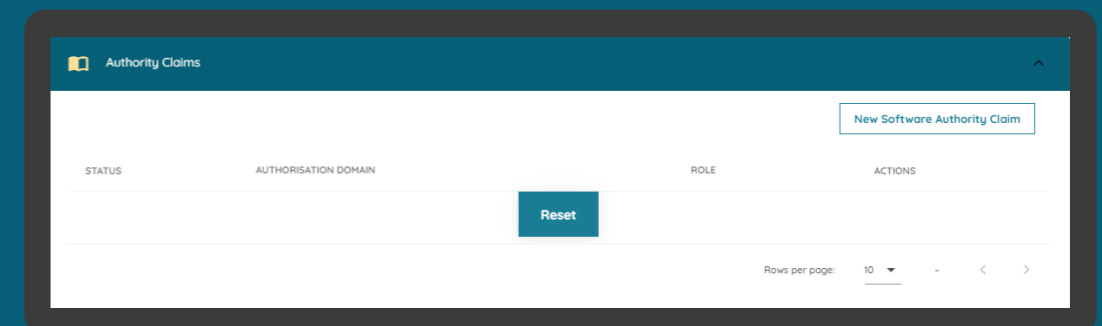 Authority Claims
New Software Authority Claim
STATUS AUTHORISATION DOMAIN ROLE ACTIONS
Reset
Rows per page: 10 -